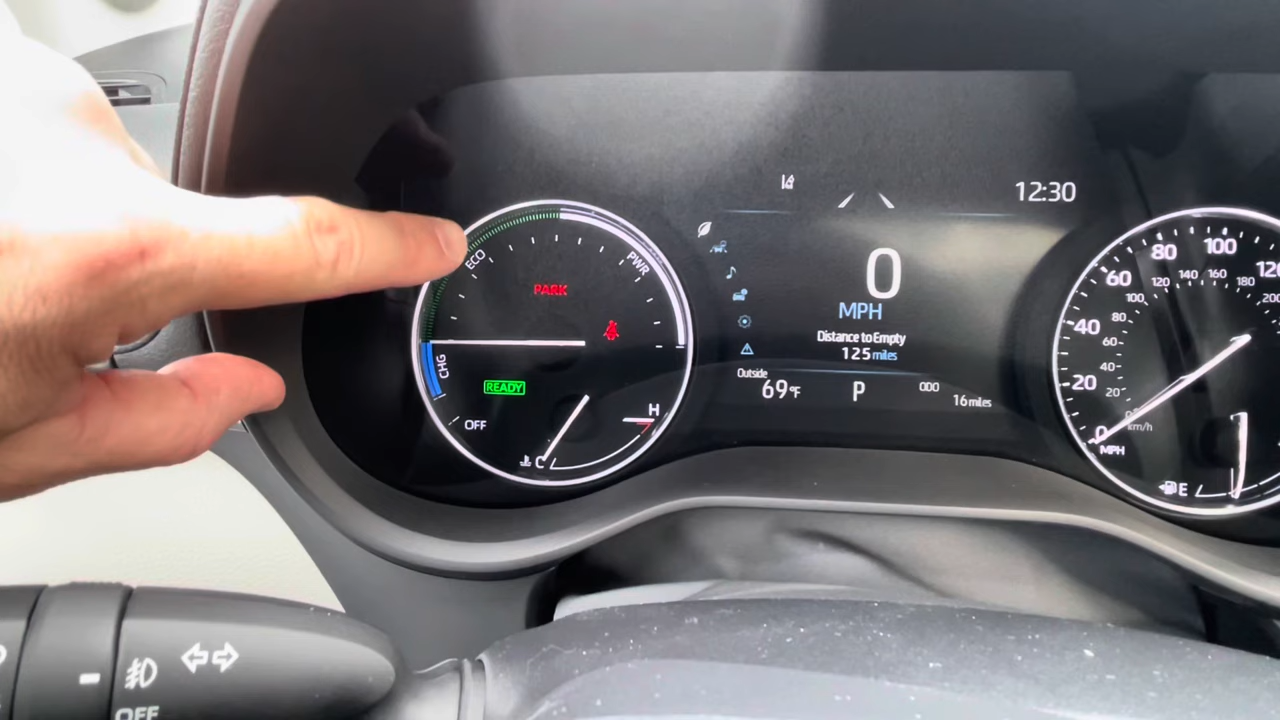 ECO
PWR
PARK
CHG
READY
OFF
H
C
12:30
0
MPH
Distance to Empty
125 miles
Outside
69°F
P
ODO
16 miles
0
20
40
60
80
100
120
20
40
60
80
100
120
140
160
180
200
km/h
MPH
E
OFF